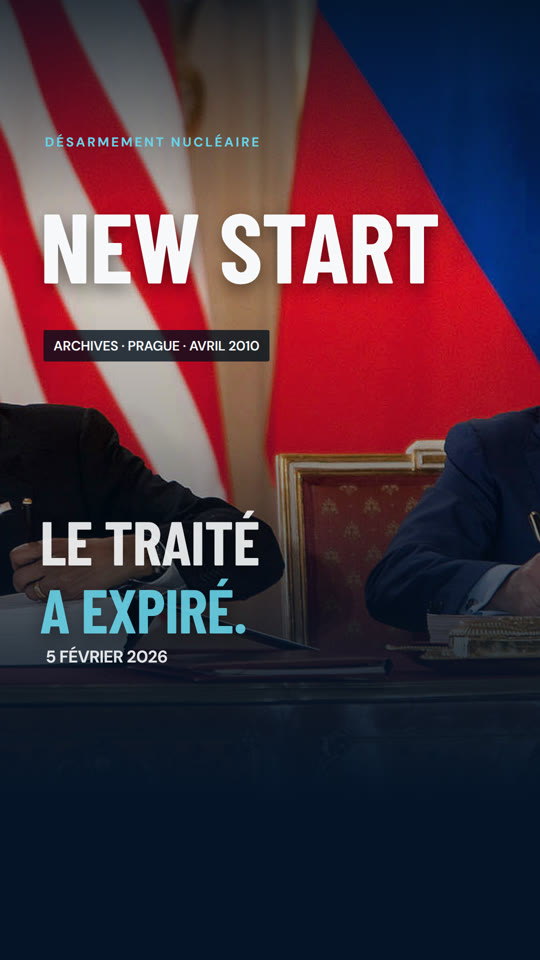 DÉSARMEMENT NUCLÉAIRE
NEW START
ARCHIVES · PRAGUE · AVRIL 2010
LE TRAITÉ
A EXPIRÉ.
5 FÉVRIER 2026